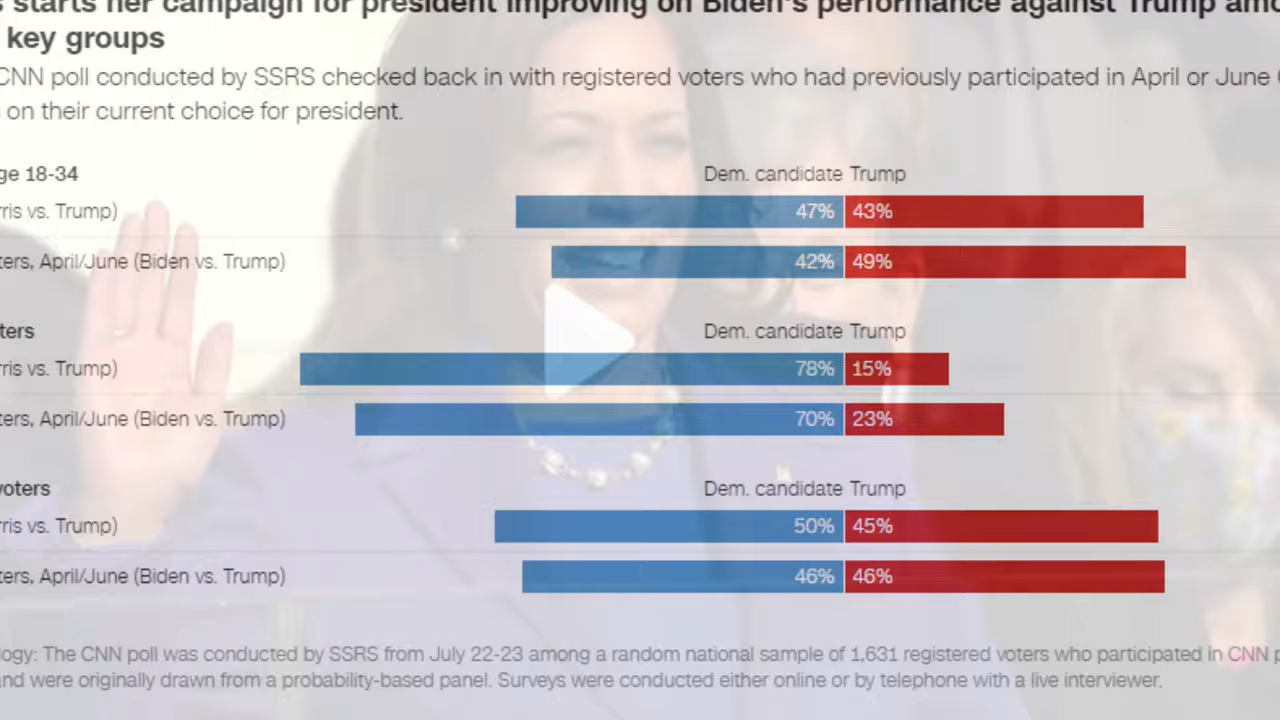 s starts her campaign for president improving on Biden's performance against Trump amo
key groups
CNN poll conducted by SSRS checked back in with registered voters who had previously participated in April or June
on their current choice for president.
ge 18-34 Dem. candidate Trump
rris vs. Trump) 47% 43%
ters, April/June (Biden vs. Trump) 42% 49%
ters Dem. candidate Trump
rris vs. Trump) 78% 15%
ters, April/June (Biden vs. Trump) 70% 23%
voters Dem. candidate Trump
rris vs. Trump) 50% 45%
ters, April/June (Biden vs. Trump) 46% 46%
logy: The CNN poll was conducted by SSRS from July 22-23 among a random national sample of 1,631 registered voters who participated in CNN p
and were originally drawn from a probability-based panel. Surveys were conducted either online or by telephone with a live interviewer.